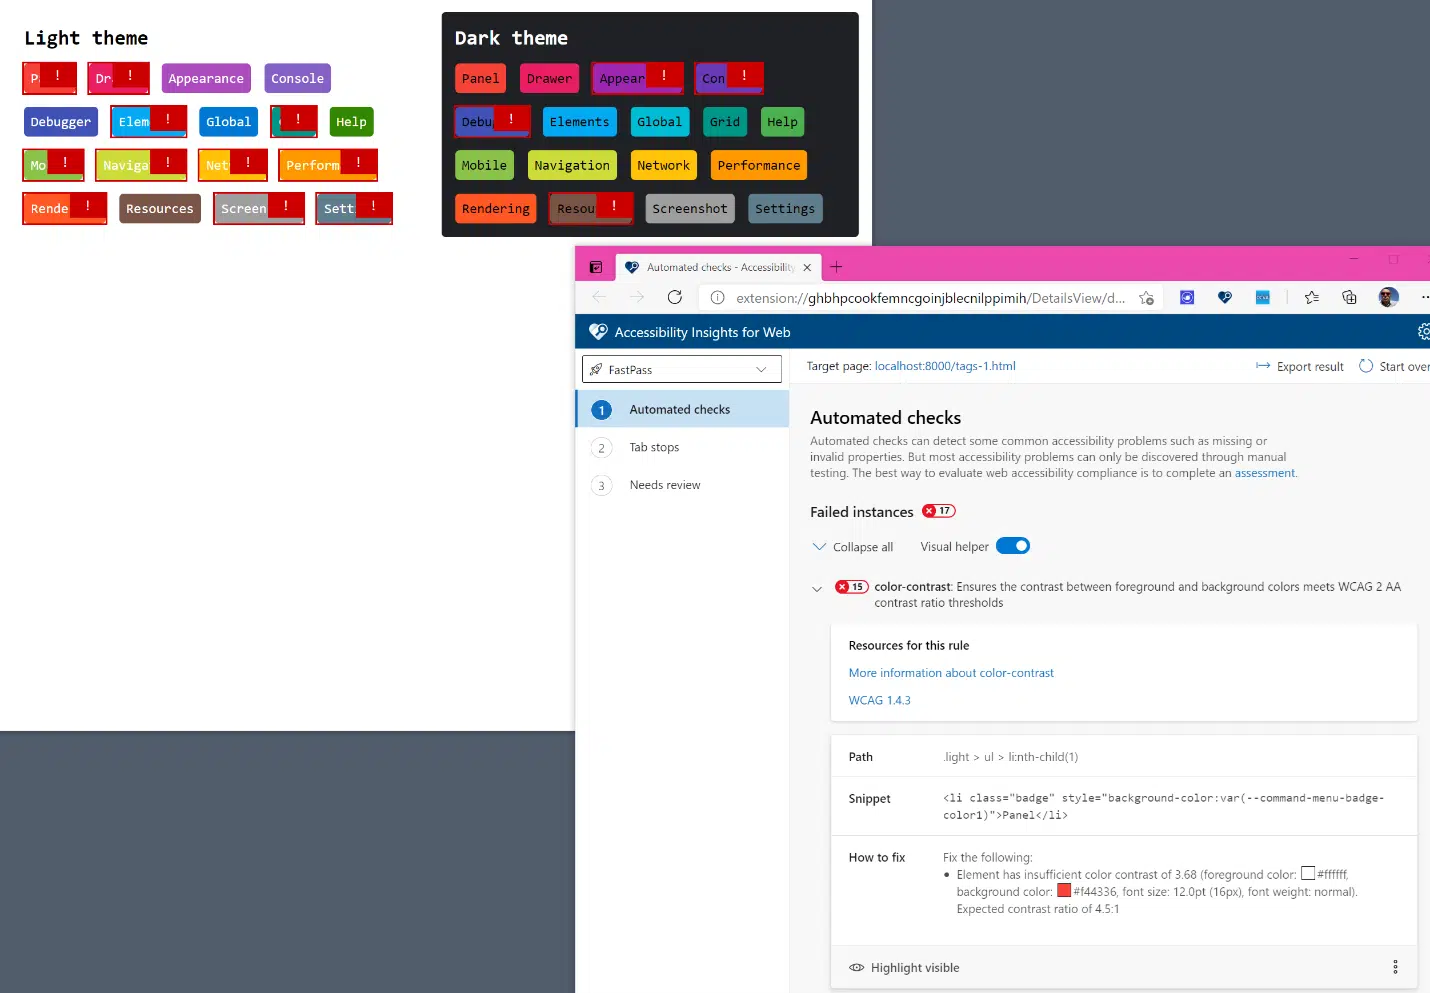 Light theme
P !
Dr !
Appearance
Console
Debugger
Elem !
Global
!
Help
Mo !
Naviga !
Net !
Perform !
Rende !
Resources
Screen !
Sett !
Dark theme
Panel
Drawer
Appear !
Con !
Debu !
Elements
Global
Grid
Help
Mobile
Navigation
Network
Performance
Rendering
Resou !
Screenshot
Settings
Automated checks - Accessibility
extension://ghbhpcookfemncgoinjblecnilppimih/DetailsView/d...
Accessibility Insights for Web
FastPass
Target page: localhost:8000/tags-1.html
Export result
Start over
1 Automated checks
2 Tab stops
3 Needs review
Automated checks
Automated checks can detect some common accessibility problems such as missing or
invalid properties. But most accessibility problems can only be discovered through manual
testing. The best way to evaluate web accessibility compliance is to complete an assessment.
Failed instances 17
Collapse all
Visual helper
15 color-contrast: Ensures the contrast between foreground and background colors meets WCAG 2 AA
contrast ratio thresholds
Resources for this rule
More information about color-contrast
WCAG 1.4.3
Path .light > ul > li:nth-child(1)
Snippet <li class="badge" style="background-color:var(--command-menu-badge-
color1)">Panel</li>
How to fix Fix the following:
• Element has insufficient color contrast of 3.68 (foreground color: #ffffff,
background color: #f44336, font size: 12.0pt (16px), font weight: normal).
Expected contrast ratio of 4.5:1
Highlight visible